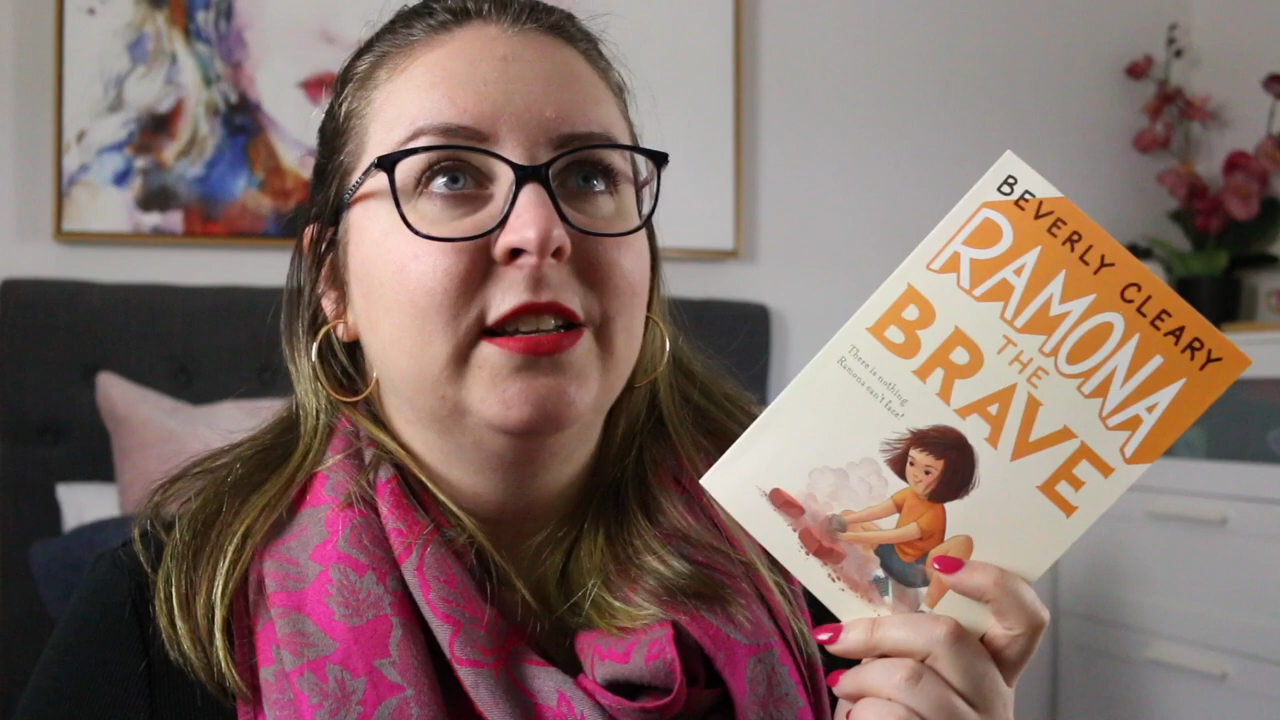 BEVERLY CLEARY
RAMONA
THE
BRAVE
There is nothing
Ramona can't face!